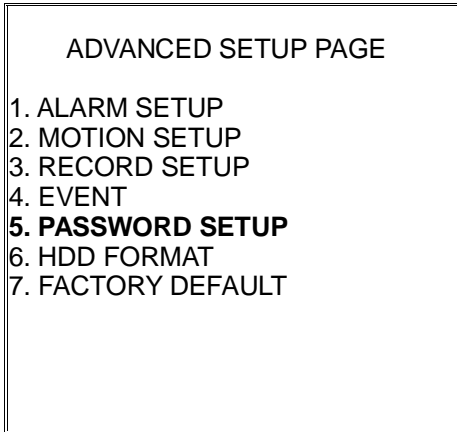 ADVANCED SETUP PAGE
1. ALARM SETUP
2. MOTION SETUP
3. RECORD SETUP
4. EVENT
5. PASSWORD SETUP
6. HDD FORMAT
7. FACTORY DEFAULT